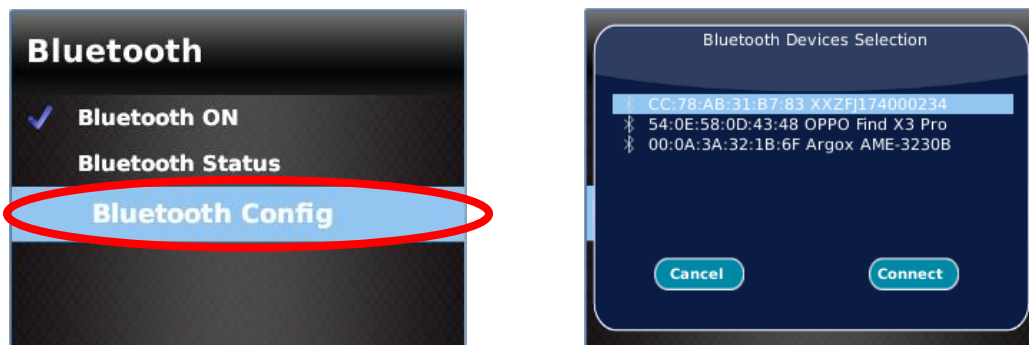 Bluetooth
Bluetooth ON
Bluetooth Status
Bluetooth Config
Bluetooth Devices Selection
CC:78:AB:31:B7:83 XXZFJ174000234
54:0E:58:0D:43:48 OPPO Find X3 Pro
00:0A:3A:32:1B:6F Argox AME-3230B
Cancel
Connect